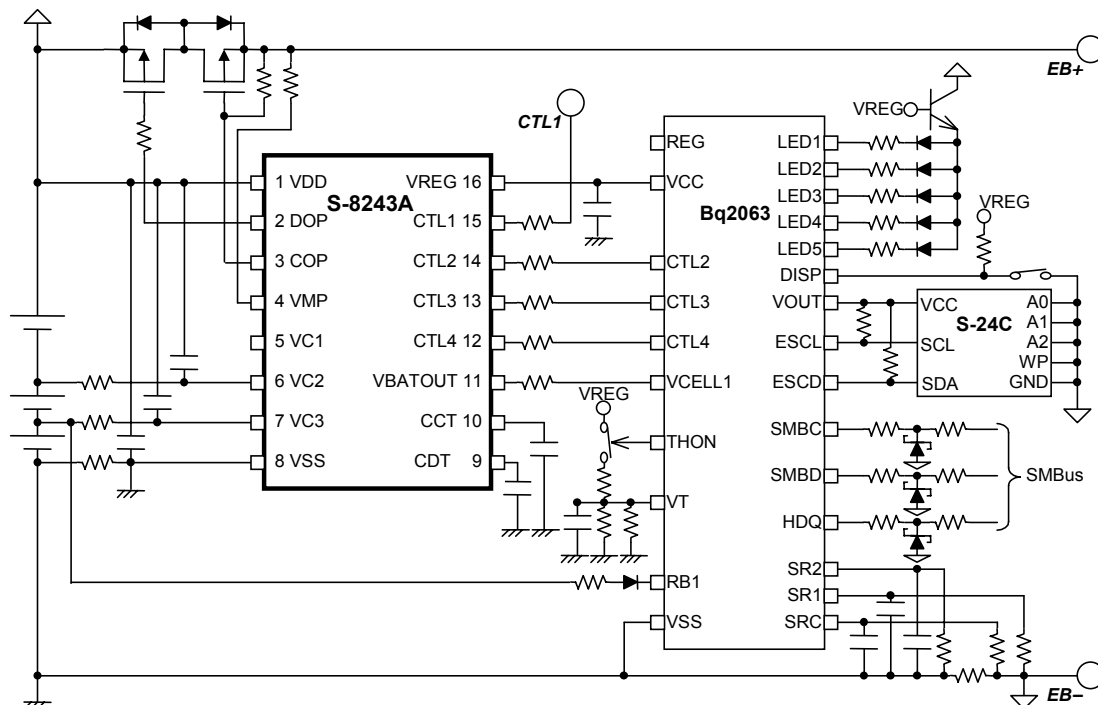 EB+
VREG
CTL1
REG
LED1
S-8243A
1 VDD
VREG 16
VCC
LED2
Bq2063
LED3
2 DOP
CTL1 15
LED4
VREG
LED5
3 COP
CTL2 14
CTL2
DISP
4 VMP
CTL3 13
CTL3
VOUT
VCC
A0
S-24C
A1
5 VC1
CTL4 12
CTL4
ESCL
SCL
A2
WP
6 VC2
VBATOUT 11
VCELL1
ESCD
SDA
GND
VREG
7 VC3
CCT 10
THON
SMBC
8 VSS
CDT 9
SMBD
SMBus
VT
HDQ
SR2
RB1
SR1
VSS
SRC
EB−